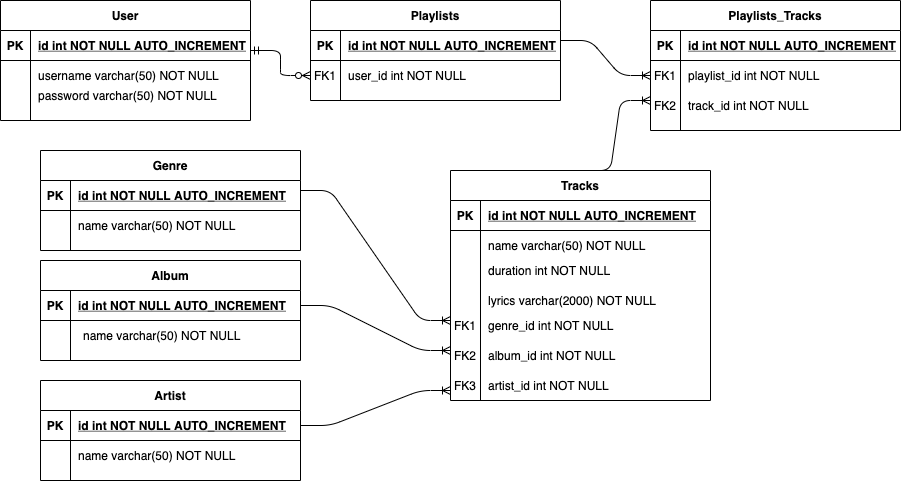 User
PK id int NOT NULL AUTO_INCREMENT
username varchar(50) NOT NULL
password varchar(50) NOT NULL
Playlists
PK id int NOT NULL AUTO_INCREMENT
FK1 user_id int NOT NULL
Playlists_Tracks
PK id int NOT NULL AUTO_INCREMENT
FK1 playlist_id int NOT NULL
FK2 track_id int NOT NULL
Genre
PK id int NOT NULL AUTO_INCREMENT
name varchar(50) NOT NULL
Album
PK id int NOT NULL AUTO_INCREMENT
name varchar(50) NOT NULL
Artist
PK id int NOT NULL AUTO_INCREMENT
name varchar(50) NOT NULL
Tracks
PK id int NOT NULL AUTO_INCREMENT
name varchar(50) NOT NULL
duration int NOT NULL
lyrics varchar(2000) NOT NULL
FK1 genre_id int NOT NULL
FK2 album_id int NOT NULL
FK3 artist_id int NOT NULL